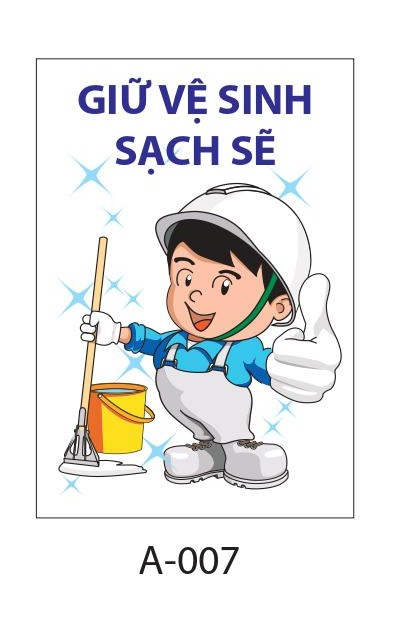 GIỮ VỆ SINH
SẠCH SẼ
A-007